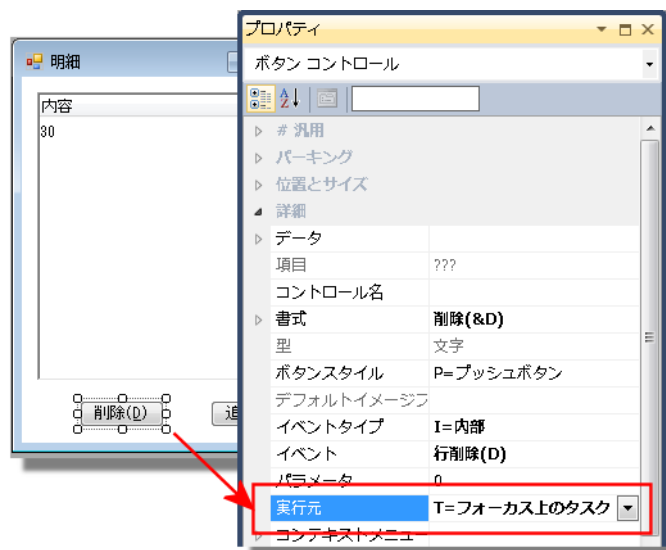 明細
内容
30
削除(D)
追
プロパティ
ボタン コントロール
# 汎用
パーキング
位置とサイズ
詳細
データ
項目 ???
コントロール名
書式 削除(&D)
型 文字
ボタンスタイル P=プッシュボタン
デフォルトイメージフ
イベントタイプ I=内部
イベント 行削除(D)
パラメータ 0
実行元 T=フォーカス上のタスク
コンテキストメニュー